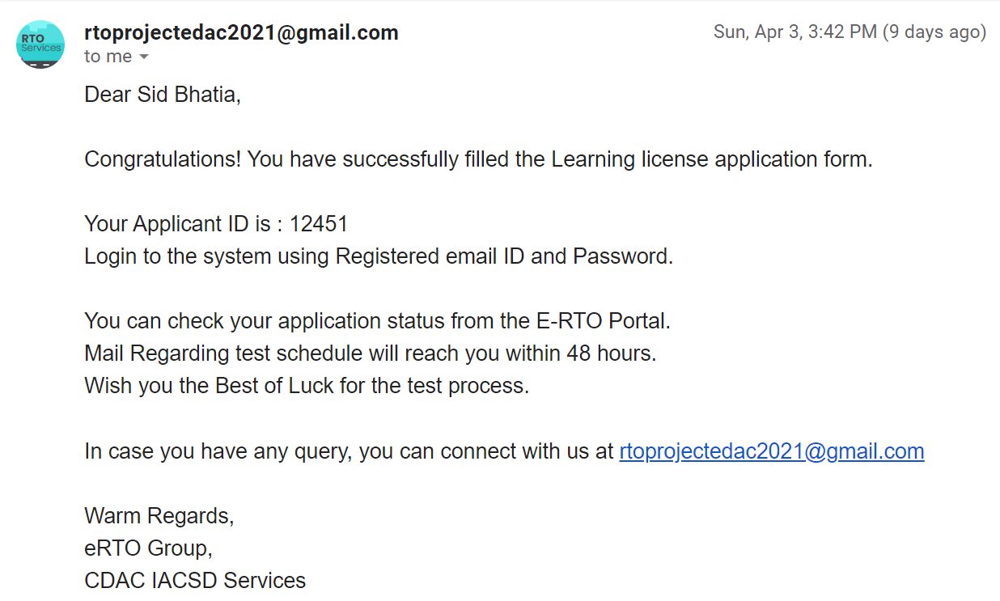 RTO
Services
rtoprojectedac2021@gmail.com
Sun, Apr 3, 3:42 PM (9 days ago)
to me
Dear Sid Bhatia,
Congratulations! You have successfully filled the Learning license application form.
Your Applicant ID is : 12451
Login to the system using Registered email ID and Password.
You can check your application status from the E-RTO Portal.
Mail Regarding test schedule will reach you within 48 hours.
Wish you the Best of Luck for the test process.
In case you have any query, you can connect with us at rtoprojectedac2021@gmail.com
Warm Regards,
eRTO Group,
CDAC IACSD Services